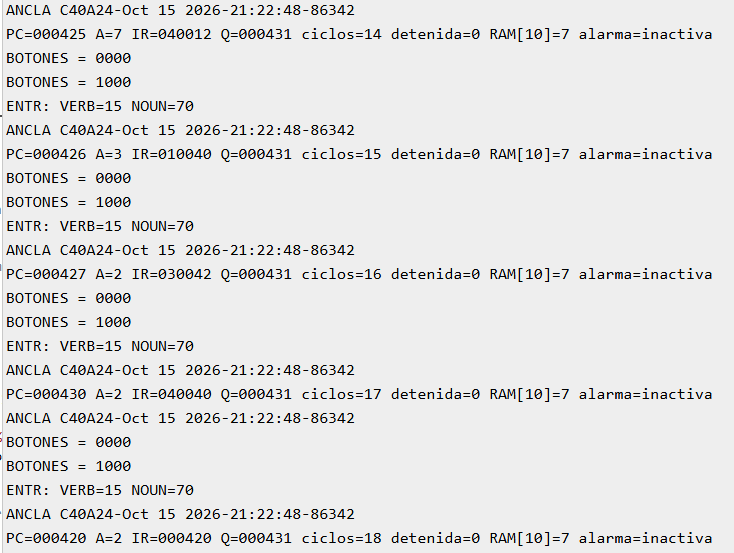 ANCLA C40A24-Oct 15 2026-21:22:48-86342
PC=000425 A=7 IR=040012 Q=000431 ciclos=14 detenida=0 RAM[10]=7 alarma=inactiva
BOTONES = 0000
BOTONES = 1000
ENTR: VERB=15 NOUN=70
ANCLA C40A24-Oct 15 2026-21:22:48-86342
PC=000426 A=3 IR=010040 Q=000431 ciclos=15 detenida=0 RAM[10]=7 alarma=inactiva
BOTONES = 0000
BOTONES = 1000
ENTR: VERB=15 NOUN=70
ANCLA C40A24-Oct 15 2026-21:22:48-86342
PC=000427 A=2 IR=030042 Q=000431 ciclos=16 detenida=0 RAM[10]=7 alarma=inactiva
BOTONES = 0000
BOTONES = 1000
ENTR: VERB=15 NOUN=70
ANCLA C40A24-Oct 15 2026-21:22:48-86342
PC=000430 A=2 IR=040040 Q=000431 ciclos=17 detenida=0 RAM[10]=7 alarma=inactiva
ANCLA C40A24-Oct 15 2026-21:22:48-86342
BOTONES = 0000
BOTONES = 1000
ENTR: VERB=15 NOUN=70
ANCLA C40A24-Oct 15 2026-21:22:48-86342
PC=000420 A=2 IR=000420 Q=000431 ciclos=18 detenida=0 RAM[10]=7 alarma=inactiva